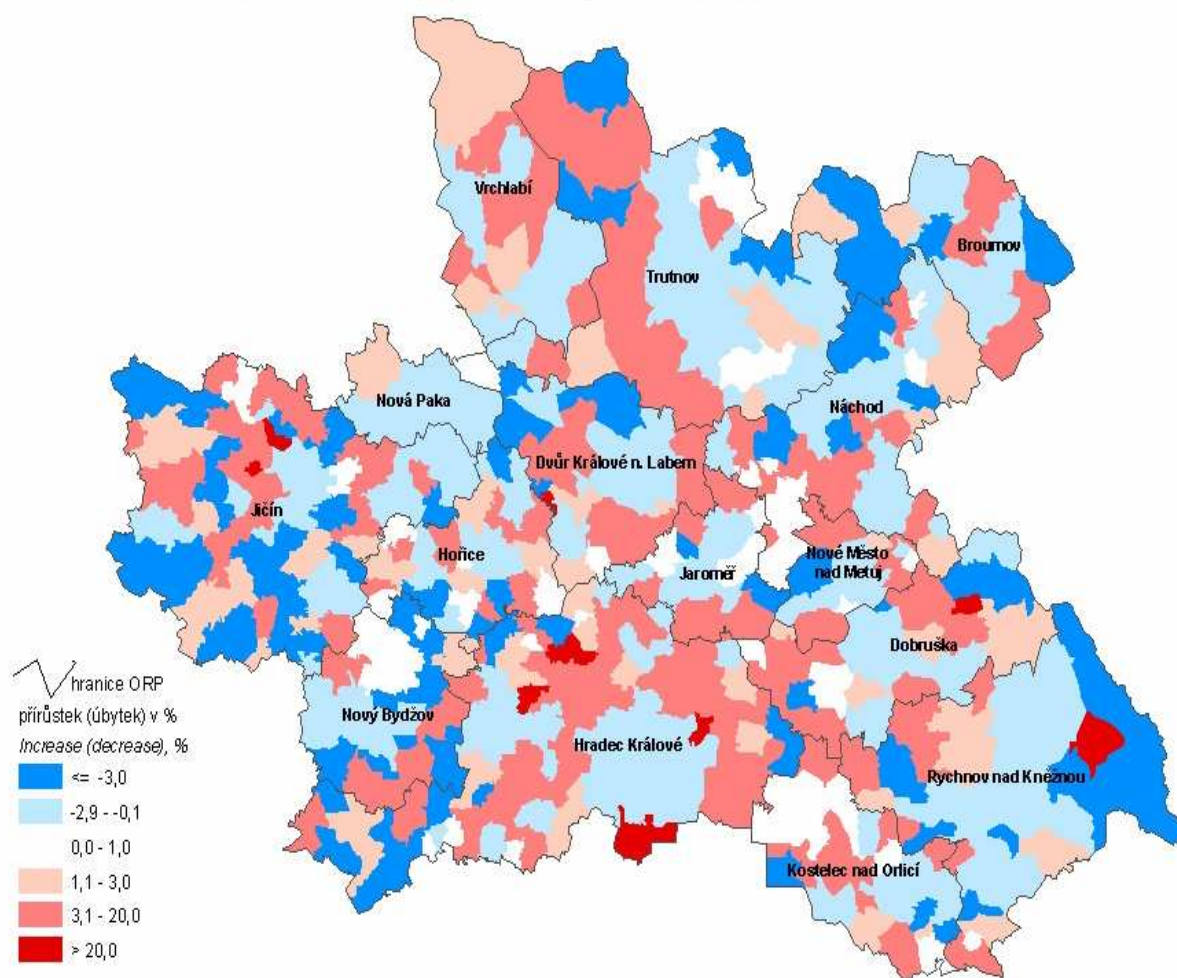 Vrchlabí
Broumov
Trutnov
Nová Paka
Náchod
Dvůr Králové n. Labem
Jičín
Hořice
Jaroměř
Nové Město
nad Metují
Dobruška
Nový Bydžov
Hradec Králové
Rychnov nad Kněžnou
Kostelec nad Orlicí
hranice ORP
přírůstek (úbytek) v %
Increase (decrease), %
<= -3,0
-2,9 - -0,1
0,0 - 1,0
1,1 - 3,0
3,1 - 20,0
> 20,0